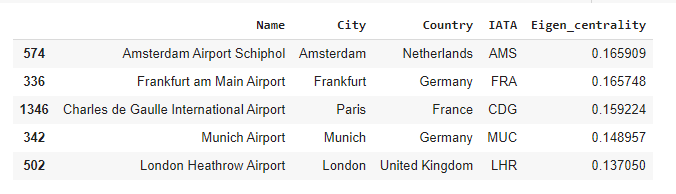 Name City Country IATA Eigen_centrality
574 Amsterdam Airport Schiphol Amsterdam Netherlands AMS 0.165909
336 Frankfurt am Main Airport Frankfurt Germany FRA 0.165748
1346 Charles de Gaulle International Airport Paris France CDG 0.159224
342 Munich Airport Munich Germany MUC 0.148957
502 London Heathrow Airport London United Kingdom LHR 0.137050